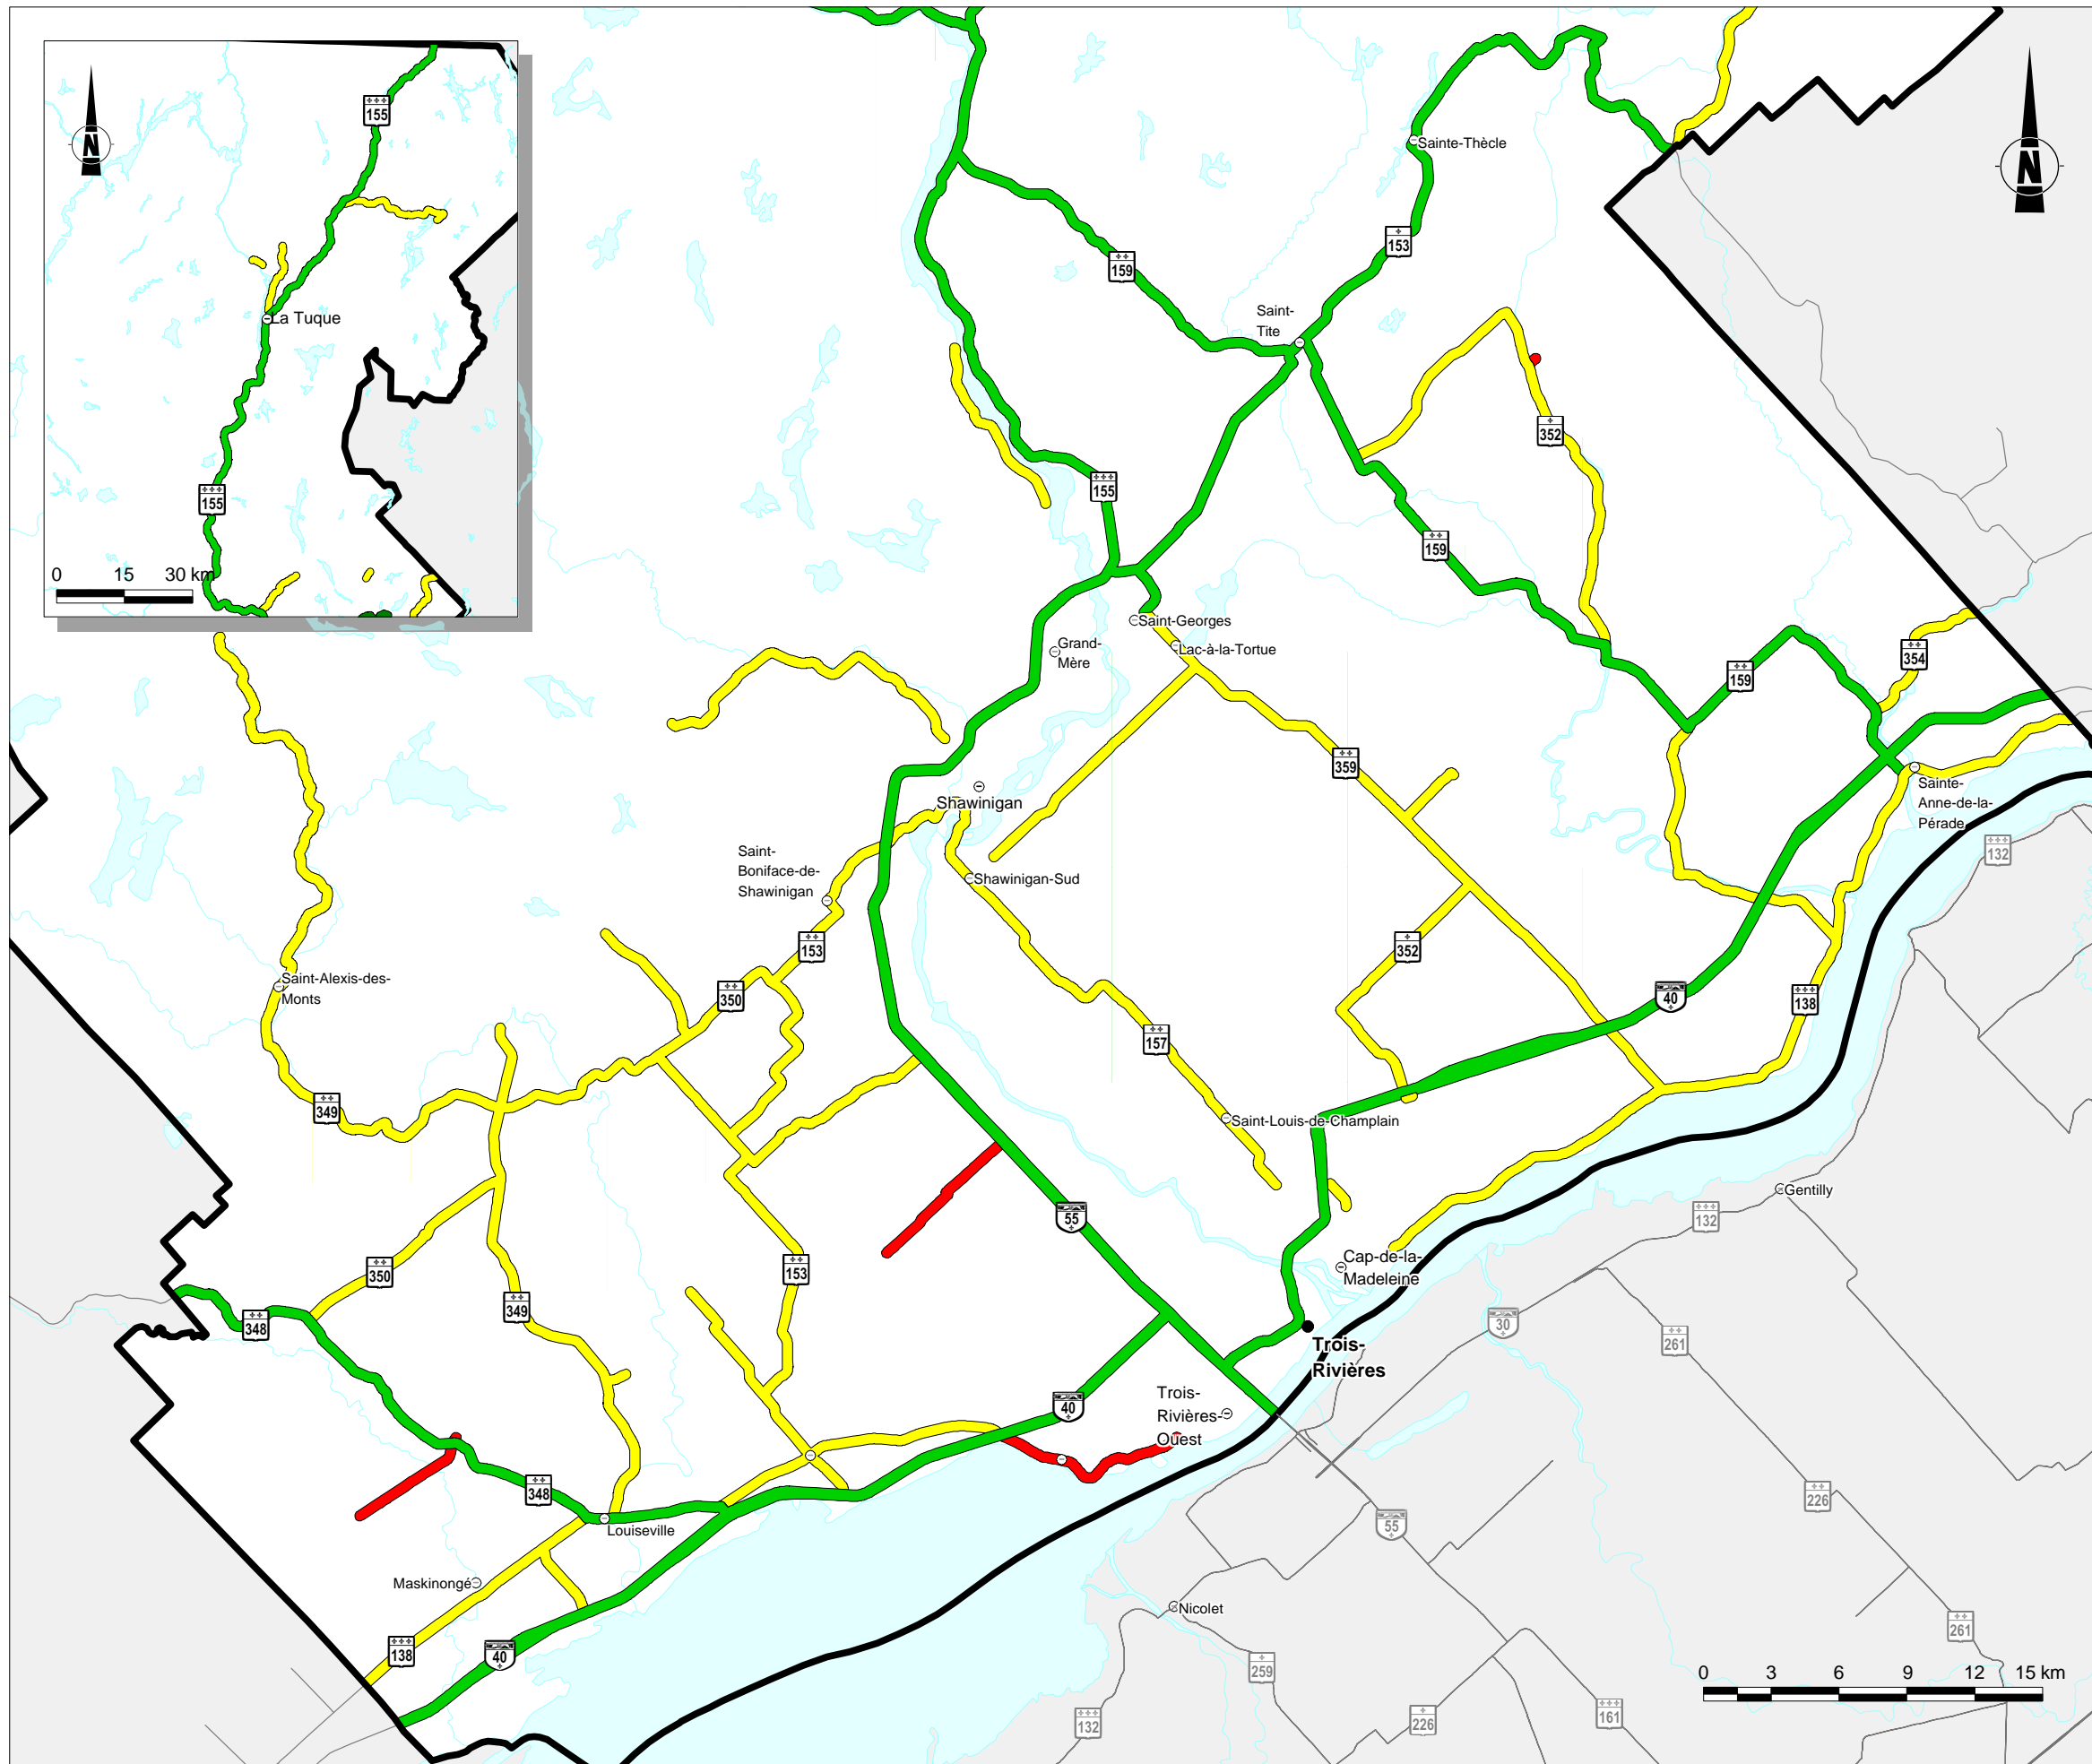 N
155
La Tuque
155
0 15 30 km
N
Sainte-Thècle
153
159
Saint-
Tite
352
155
159
Saint-Georges
Grand-
Mère
Lac-à-la-Tortue
159
354
359
Sainte-
Anne-de-la-
Pérade
Shawinigan
132
Saint-
Boniface-de-
Shawinigan
Shawinigan-Sud
153
352
350
40
138
Saint-Alexis-des-
Monts
157
349
Saint-Louis-de-Champlain
Gentilly
55
132
350
153
Cap-de-la-
Madeleine
349
348
30
261
Trois-
Rivières
40
Trois-
Rivières-
Ouest
348
226
55
Louiseville
Maskinongé
Nicolet
261
138
40
259
0 3 6 9 12 15 km
132
226
161